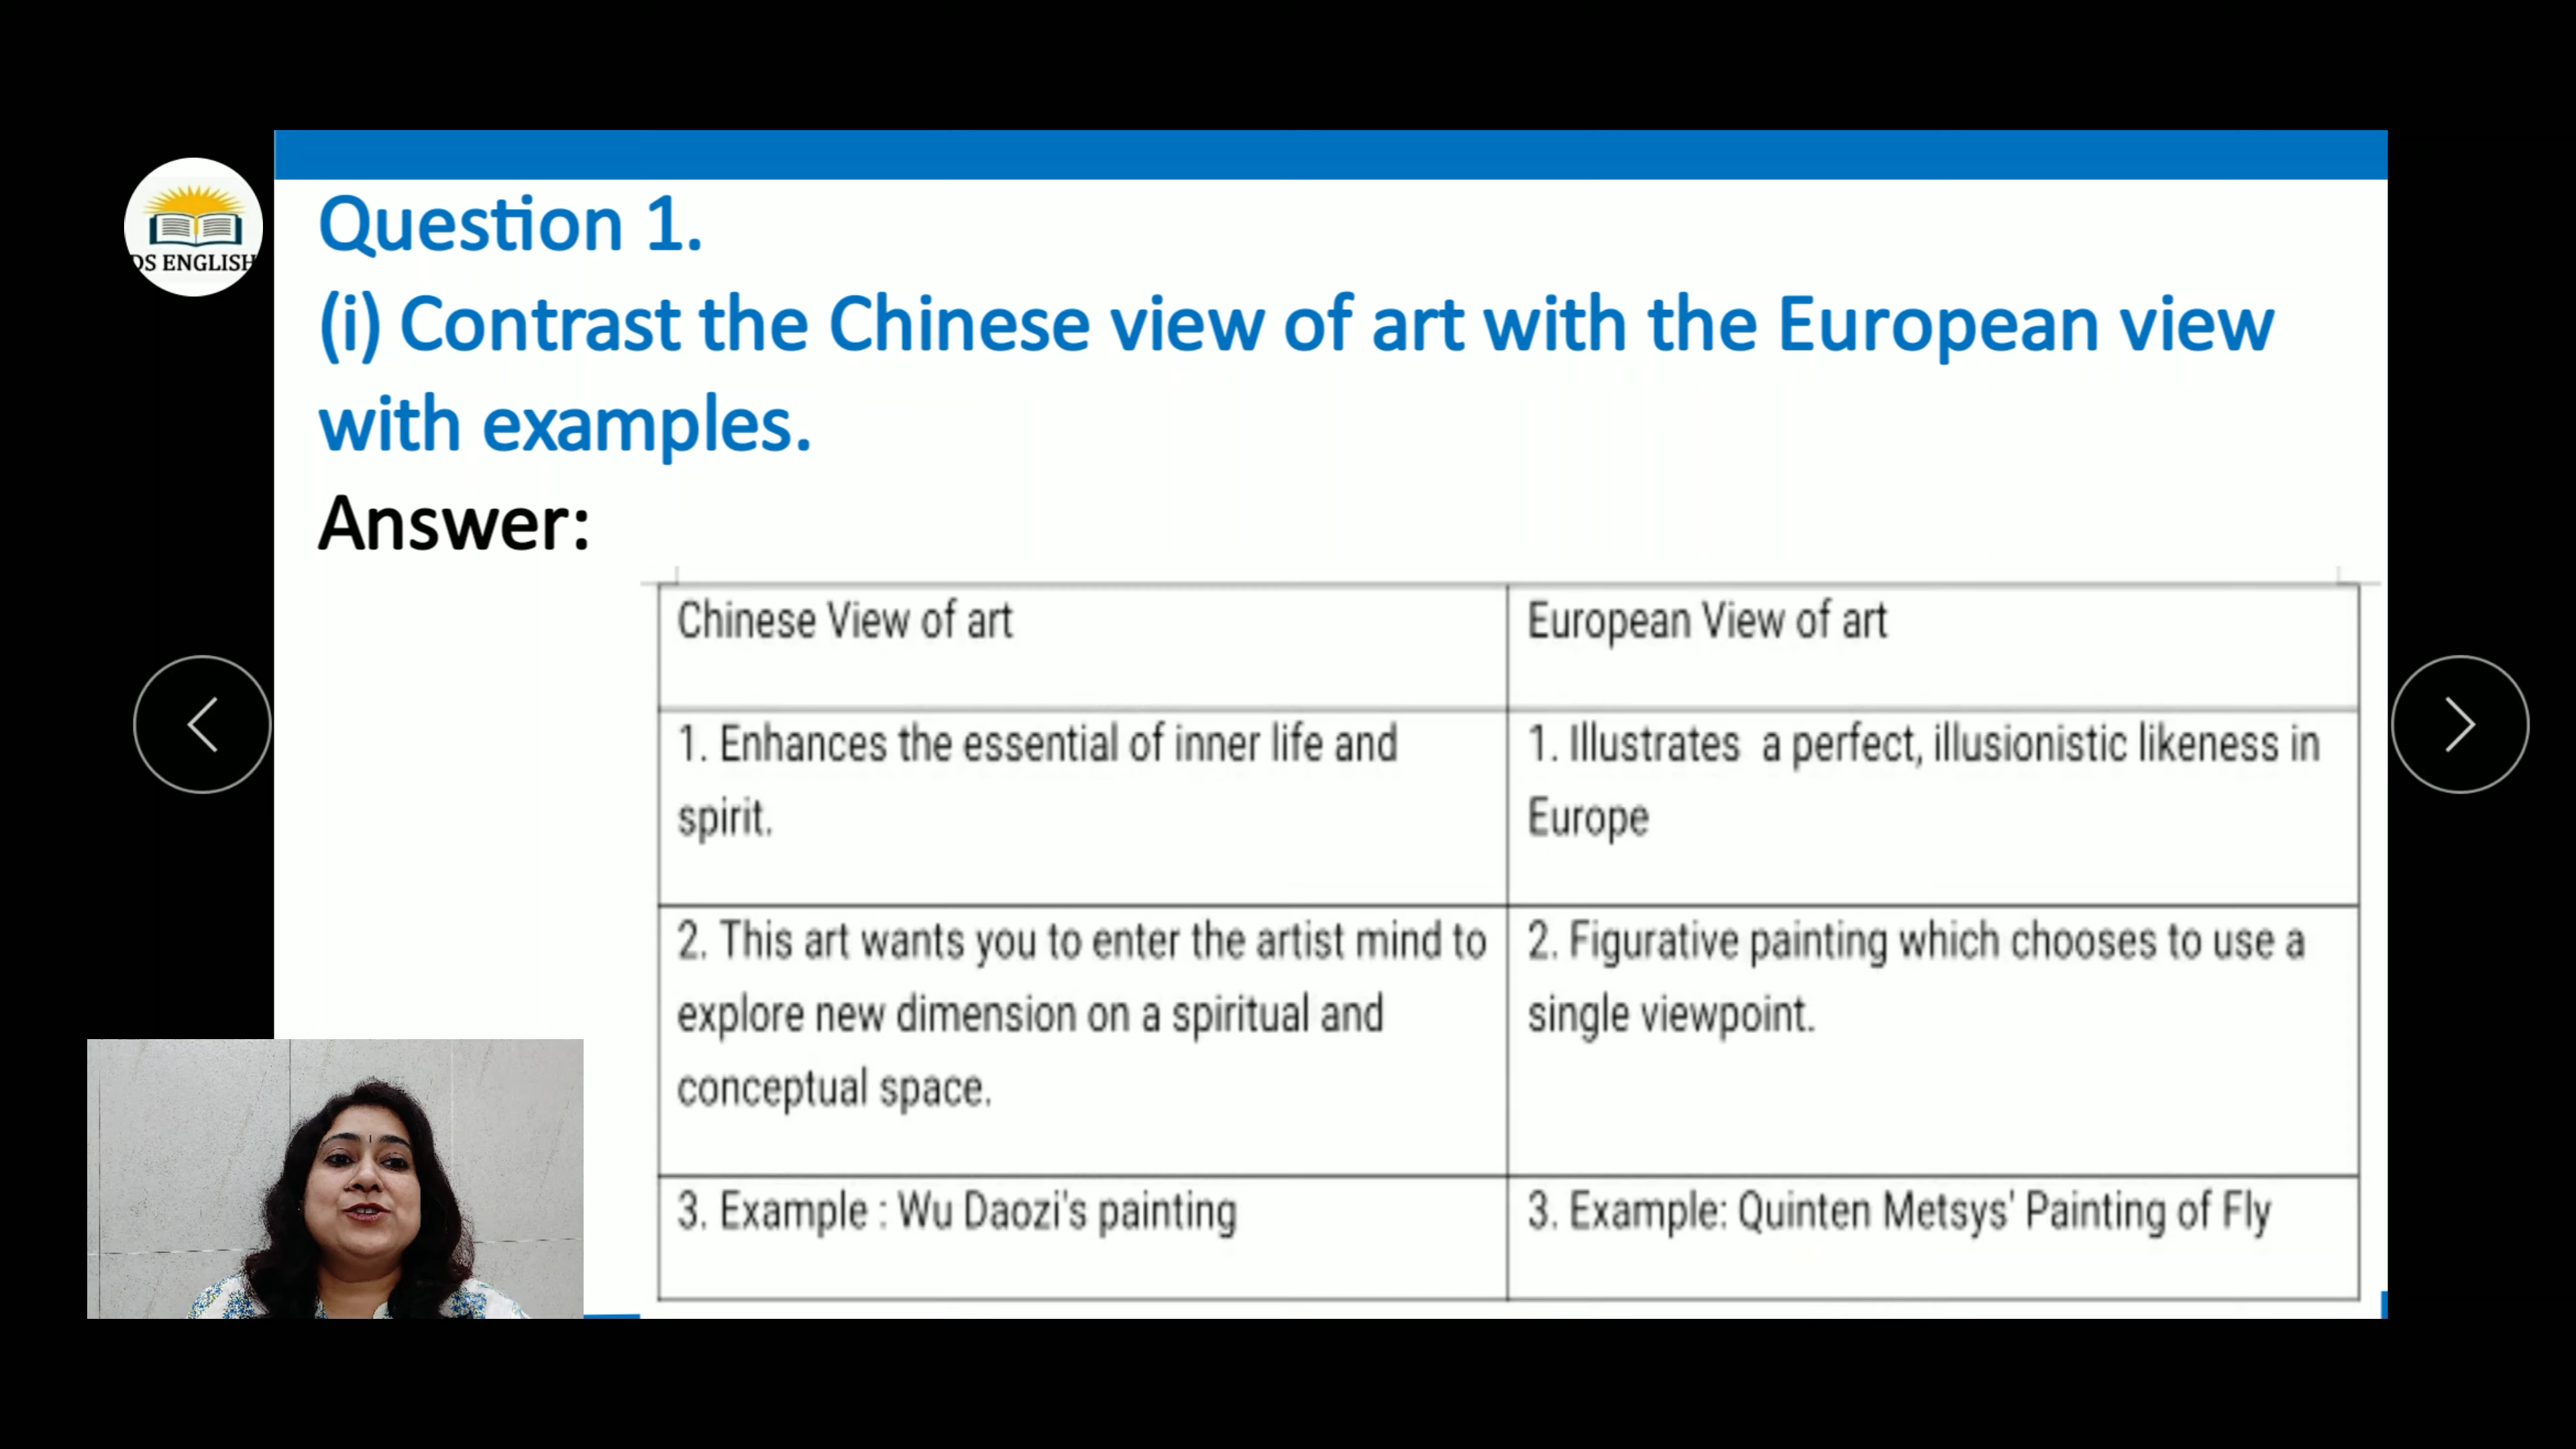 DS ENGLISH
Question 1.
(i) Contrast the Chinese view of art with the European view
with examples.
Answer:
Chinese View of art
European View of art
1. Enhances the essential of inner life and
spirit.
1. Illustrates a perfect, illusionistic likeness in
Europe
2. This art wants you to enter the artist mind to
explore new dimension on a spiritual and
conceptual space.
2. Figurative painting which chooses to use a
single viewpoint.
3. Example : Wu Daozi's painting
3. Example: Quinten Metsys' Painting of Fly